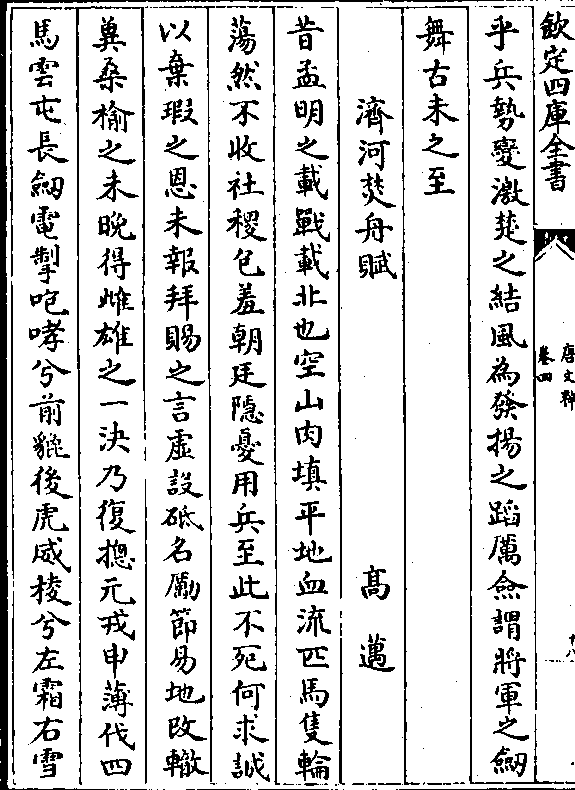 欽定四庫全書
唐文粹
卷四
乎兵勢變激楚之結風為發揚之蹈厲僉謂將軍之劒
舞古未之至
濟河焚舟賦
高邁
昔孟明之載戰載北也空山肉填平地血流匹馬隻輪
蕩然不收社稷包羞朝廷隱憂用兵至此不死何求誠
以棄瑕之恩未報拜賜之言虛設砥名勵節易地改轍
冀桑榆之未晩得雌雄之一決乃復摠元戎申薄伐四
馬雲屯長劒電掣咆哮兮前貔後虎威棱兮左霜右雪